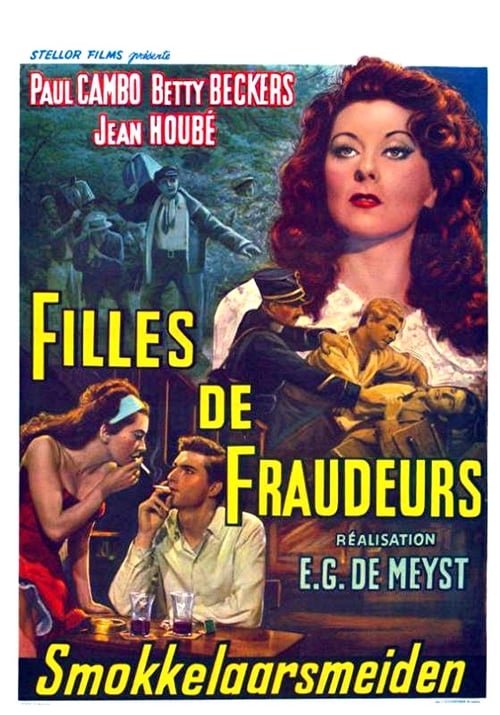 STELLOR FILMS présente
PAUL CAMBO BETTY BECKERS
JEAN HOUBÉ
FILLES
DE
FRAUDEURS
RÉALISATION
E.G. DE MEYST
SMOKKELAARSMEIDEN